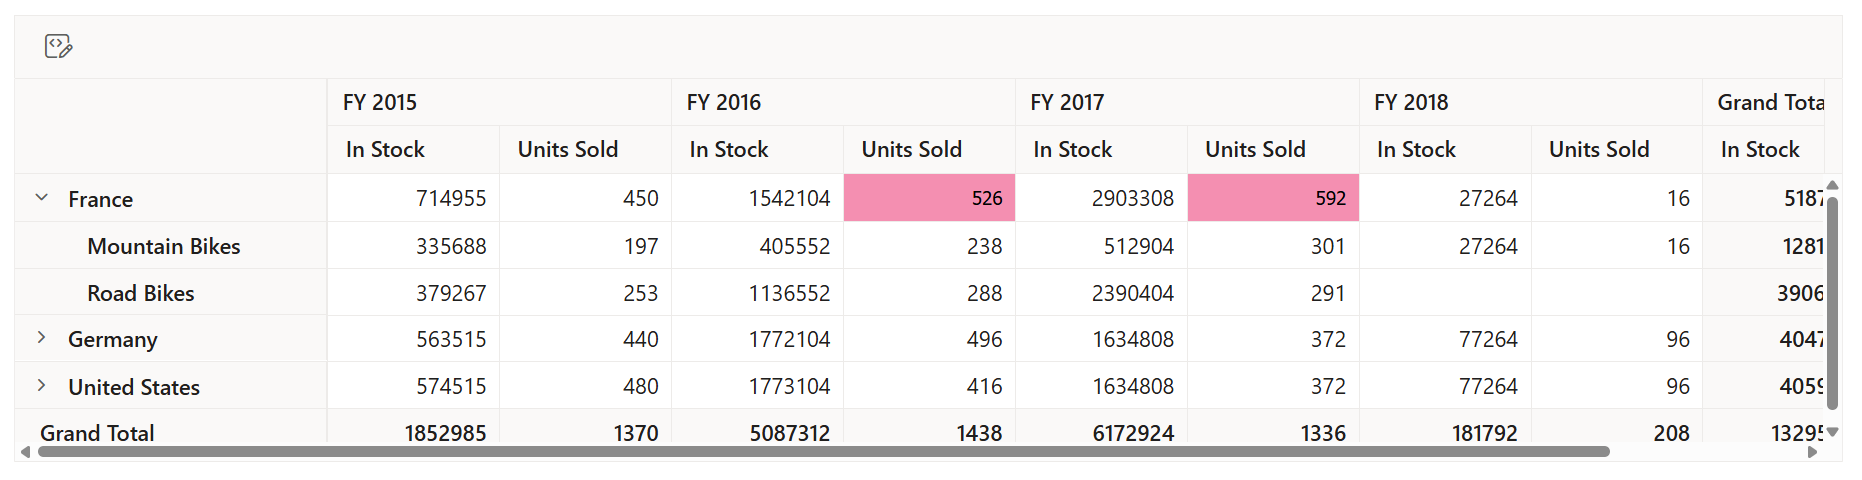 FY 2015 FY 2016 FY 2017 FY 2018 Grand Tota
In Stock Units Sold In Stock Units Sold In Stock Units Sold In Stock Units Sold In Stock
France 714955 450 1542104 526 2903308 592 27264 16 5187
Mountain Bikes 335688 197 405552 238 512904 301 27264 16 1281
Road Bikes 379267 253 1136552 288 2390404 291 3906
Germany 563515 440 1772104 496 1634808 372 77264 96 4047
United States 574515 480 1773104 416 1634808 372 77264 96 4059
Grand Total 1852985 1370 5087312 1438 6172924 1336 181792 208 13295